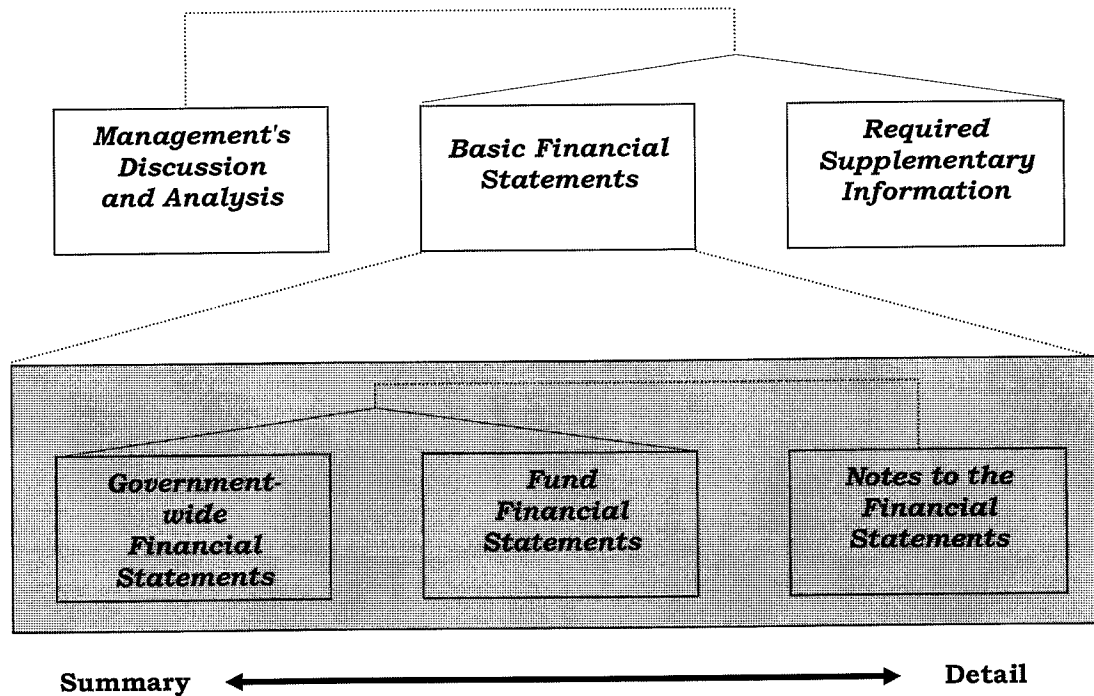 Management's
Discussion
and Analysis
Basic Financial
Statements
Required
Supplementary
Information
Government-
wide
Financial
Statements
Fund
Financial
Statements
Notes to the
Financial
Statements
Summary
Detail